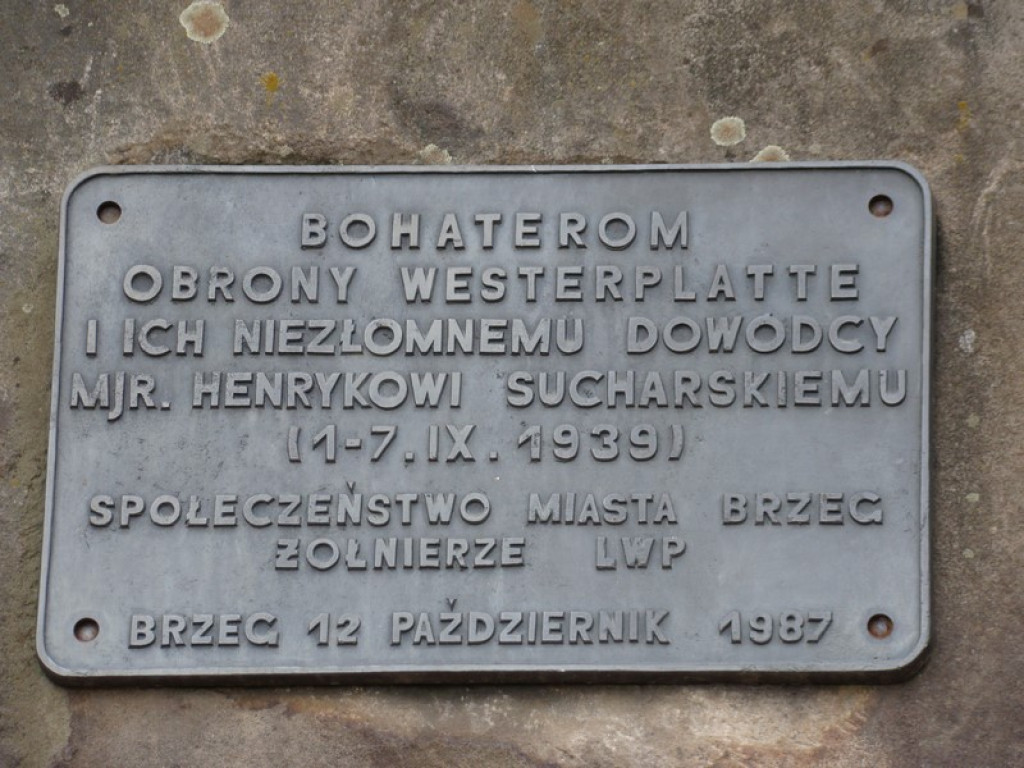 BOHATEROM
OBRONY WESTERPLATTE
I ICH NIEZŁOMNEMU DOWÓDCY
MJR. HENRYKOWI SUCHARSKIEMU
(1-7.IX.1939)
SPOŁECZEŃSTWO MIASTA BRZEG
ŻOŁNIERZE LWP
BRZEG 12 PAŹDZIERNIK 1987